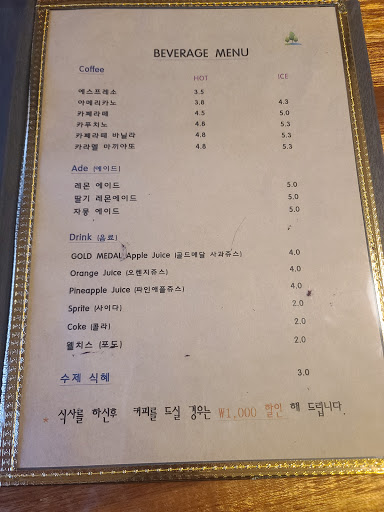 BEVERAGE MENU
Coffee
HOT ICE
에스프레소 3.5
아메리카노 3.8 4.3
카페라떼 4.5 5.0
카푸치노 4.8 5.3
카페라떼 바닐라 4.8 5.3
카라멜 마끼아또 4.8 5.3
Ade (에이드)
레몬 에이드 5.0
딸기 레몬에이드 5.0
자몽 에이드 5.0
Drink (음료)
GOLD MEDAL Apple Juice (골드메달 사과쥬스) 4.0
Orange Juice (오렌지쥬스) 4.0
Pineapple Juice (파인애플쥬스) 4.0
Sprite (사이다) 2.0
Coke (콜라) 2.0
웰치스 (포도) 2.0
수제 식혜 3.0
* 식사를 하신후 커피를 드실 경우는 ₩1,000 할인 해 드립니다.